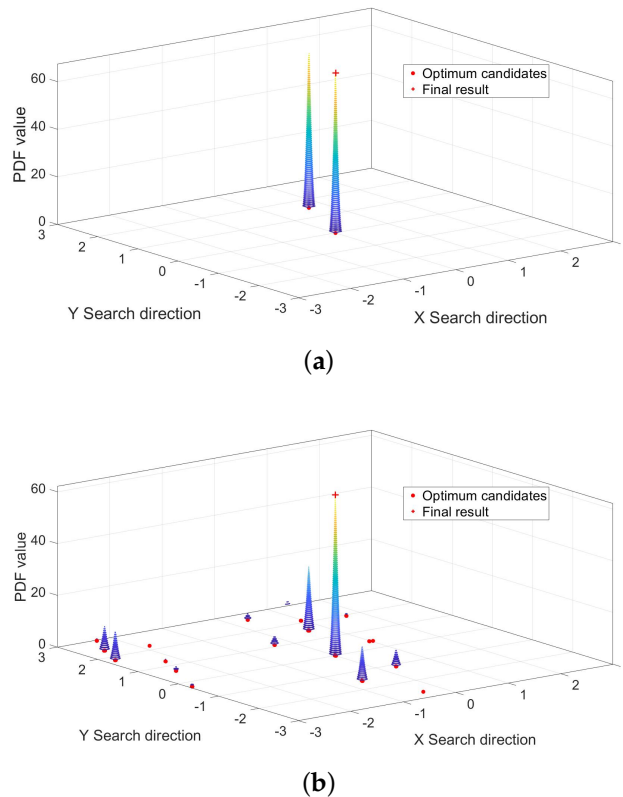 60
40
20
0
PDF value
Optimum candidates
Final result
3
2
1
0
-1
-2
-3
-3
-2
-1
0
1
2
Y Search direction
X Search direction
(a)
60
40
20
0
PDF value
Optimum candidates
Final result
3
2
1
0
-1
-2
-3
-3
-2
-1
0
1
2
Y Search direction
X Search direction
(b)